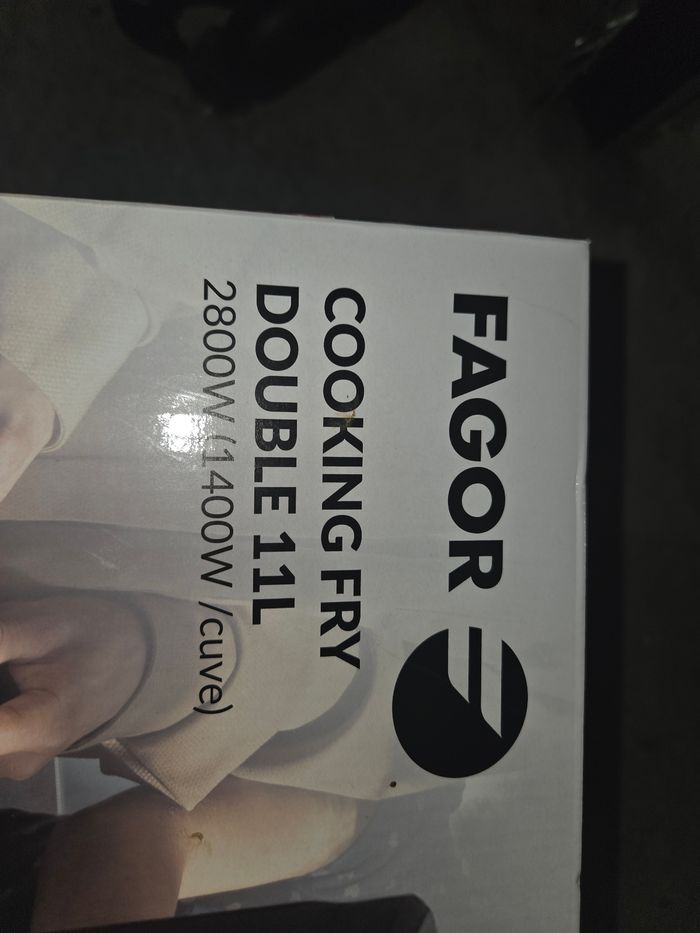 FAGOR
COOKING FRY
DOUBLE 11L
2800W (1400W /cuve)